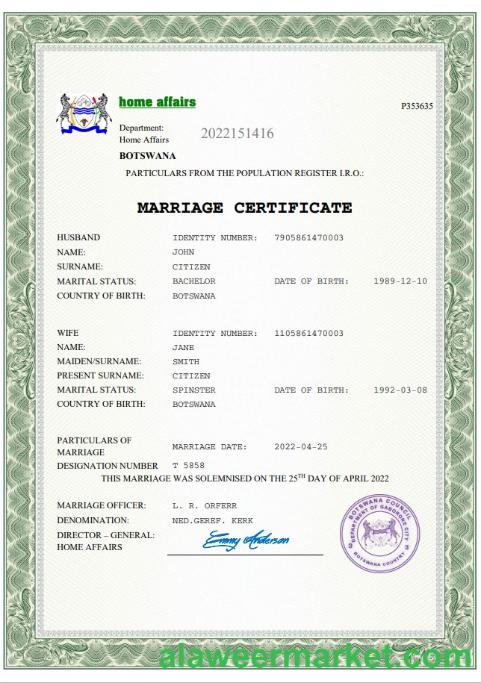 home affairs
P353635
Department:
Home Affairs
2022151416
BOTSWANA
PARTICULARS FROM THE POPULATION REGISTER I.R.O.:
MARRIAGE CERTIFICATE
HUSBAND IDENTITY NUMBER: 7905861470003
NAME: JOHN
SURNAME: CITIZEN
MARITAL STATUS: BACHELOR DATE OF BIRTH: 1989-12-10
COUNTRY OF BIRTH: BOTSWANA
WIFE IDENTITY NUMBER: 1105861470003
NAME: JANE
MAIDEN/SURNAME: SMITH
PRESENT SURNAME: CITIZEN
MARITAL STATUS: SPINSTER DATE OF BIRTH: 1992-03-08
COUNTRY OF BIRTH: BOTSWANA
PARTICULARS OF
MARRIAGE MARRIAGE DATE: 2022-04-25
DESIGNATION NUMBER T 5858
THIS MARRIAGE WAS SOLEMNISED ON THE 25TH DAY OF APRIL 2022
MARRIAGE OFFICER: L. R. ORFERR
DENOMINATION: NED.GEREF. KERK
DIRECTOR – GENERAL: Emmy Anderson
HOME AFFAIRS
BOTSWANA COUNCIL
DEPARTMENT OF GABORONE CITY
BOTSWANA COUNTRY
alaweermarket.com